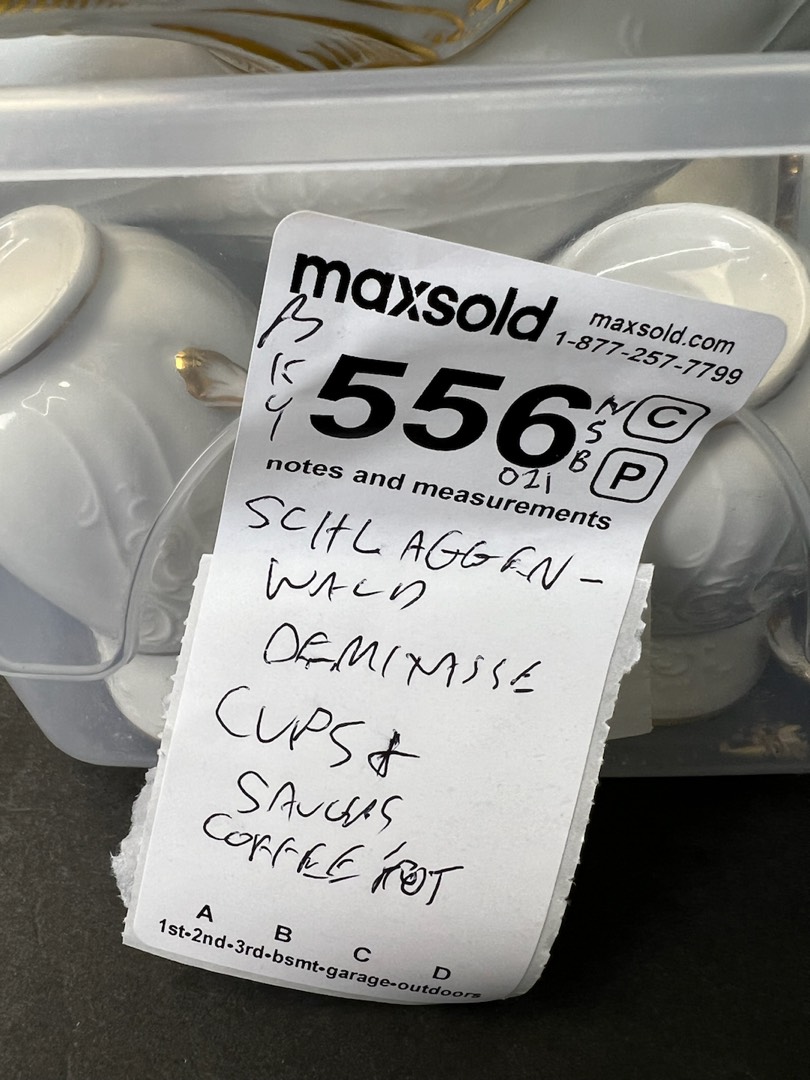 maxsold
maxsold.com
1-877-257-7799
B
K
Y
556
N
S
B
C
P
021
notes and measurements
SCHLAGGEN-
WALD
DEMITASSE
CUPS &
SAUCERS
COFFEE POT
A B C D
1st•2nd•3rd•bsmt•garage•outdoors